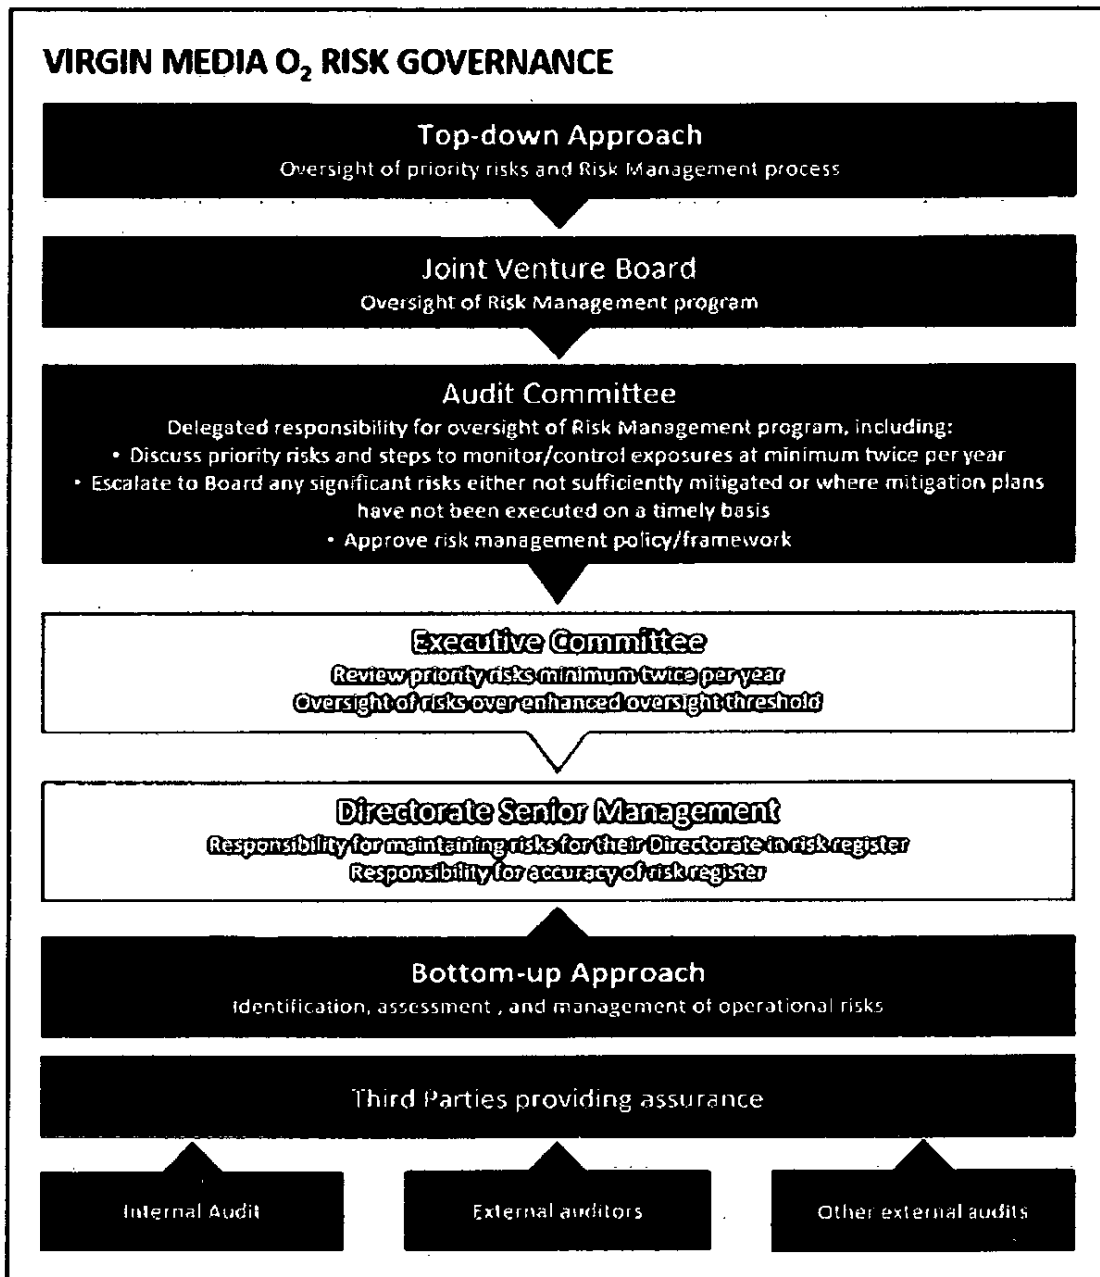 VIRGIN MEDIA O₂ RISK GOVERNANCE
Top-down Approach
Oversight of priority risks and Risk Management process
Joint Venture Board
Oversight of Risk Management program
Audit Committee
Delegated responsibility for oversight of Risk Management program, including:
• Discuss priority risks and steps to monitor/control exposures at minimum twice per year
• Escalate to Board any significant risks either not sufficiently mitigated or where mitigation plans
have not been executed on a timely basis
• Approve risk management policy/framework
Executive Committee
Review priority risks minimum twice per year
Oversight of risks over enhanced oversight threshold
Directorate Senior Management
Responsibility for maintaining risks for their Directorate in risk register
Responsibility for accuracy of risk register
Bottom-up Approach
Identification, assessment , and management of operational risks
Third Parties providing assurance
Internal Audit
External auditors
Other external audits